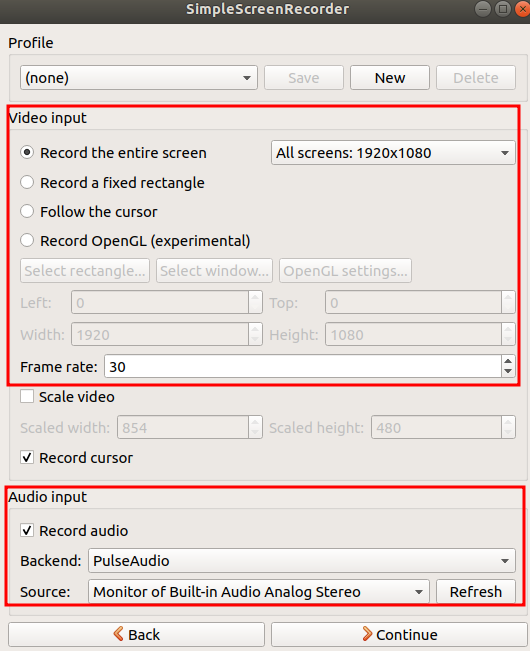 SimpleScreenRecorder
Profile
(none) Save New Delete
Video input
Record the entire screen All screens: 1920x1080
Record a fixed rectangle
Follow the cursor
Record OpenGL (experimental)
Select rectangle... Select window... OpenGL settings...
Left: 0 Top: 0
Width: 1920 Height: 1080
Frame rate: 30
Scale video
Scaled width: 854 Scaled height: 480
Record cursor
Audio input
Record audio
Backend: PulseAudio
Source: Monitor of Built-in Audio Analog Stereo Refresh
Back Continue